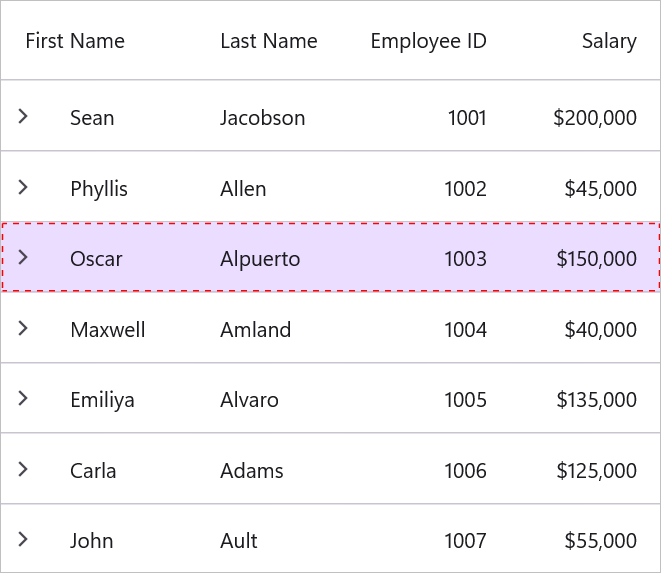 First Name Last Name Employee ID Salary
Sean Jacobson 1001 $200,000
Phyllis Allen 1002 $45,000
Oscar Alpuerto 1003 $150,000
Maxwell Amland 1004 $40,000
Emiliya Alvaro 1005 $135,000
Carla Adams 1006 $125,000
John Ault 1007 $55,000